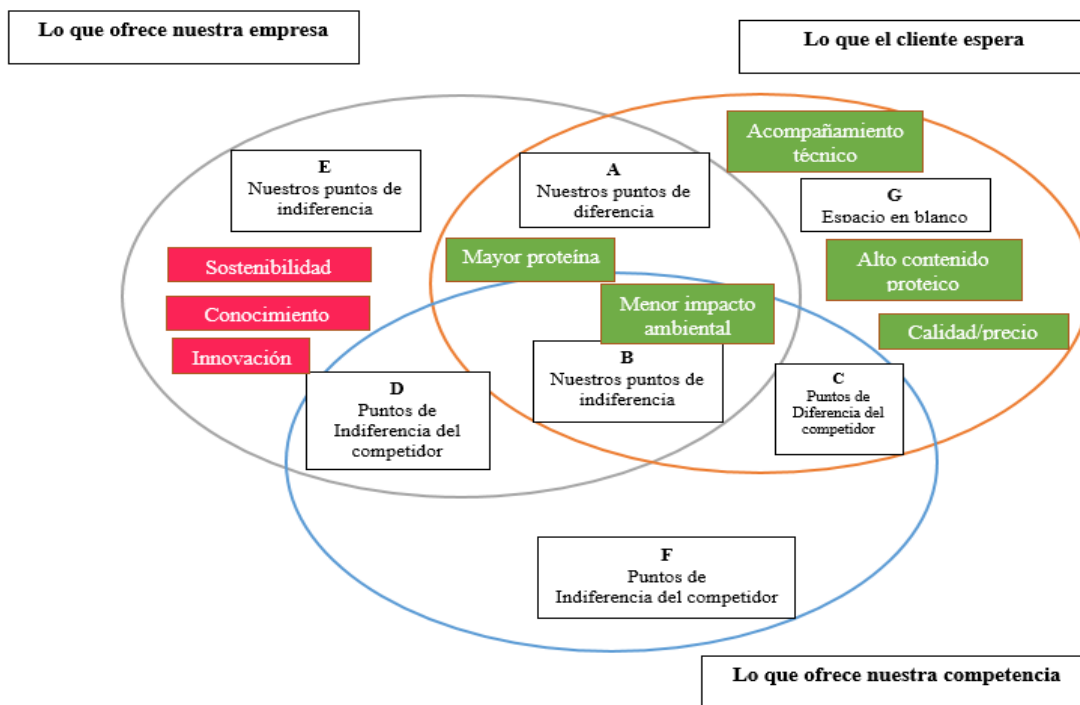 Lo que ofrece nuestra empresa
Lo que el cliente espera
Acompañamiento
técnico
E
Nuestros puntos de
indiferencia
A
Nuestros puntos de
diferencia
G
Espacio en blanco
Sostenibilidad
Mayor proteína
Alto contenido
proteico
Conocimiento
Menor impacto
ambiental
Calidad/precio
Innovación
B
Nuestros puntos de
indiferencia
D
Puntos de
Indiferencia del
competidor
C
Puntos de
Diferencia del
competidor
F
Puntos de
Indiferencia del competidor
Lo que ofrece nuestra competencia